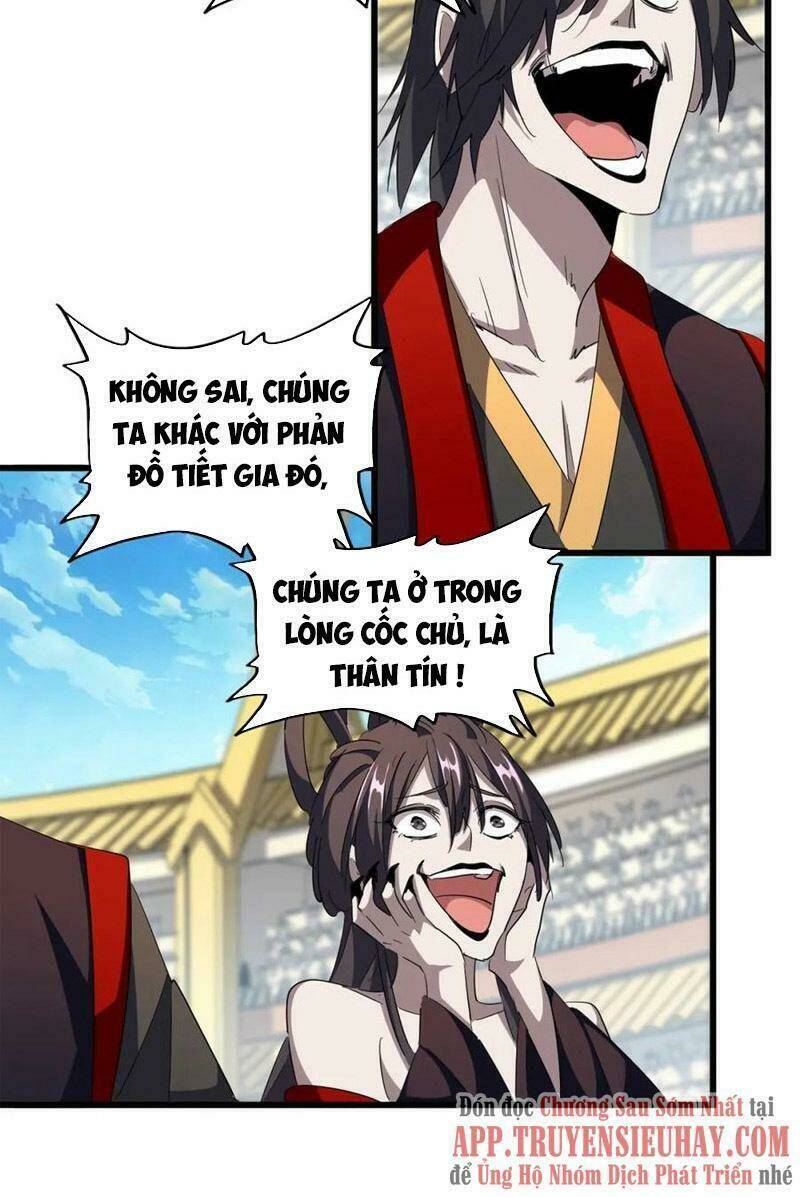 KHÔNG SAI, CHÚNG
TA KHÁC VỚI PHẢN
ĐỒ TIẾT GIA ĐÓ,
CHÚNG TA Ở TRONG
LÒNG CỐC CHỦ, LÀ
THÂN TÍN !
Đón đọc Chương Sau Sớm Nhất tại
APP.TRUYENSIEUHAY.COM
để Ủng Hộ Nhóm Dịch Phát Triển nhé